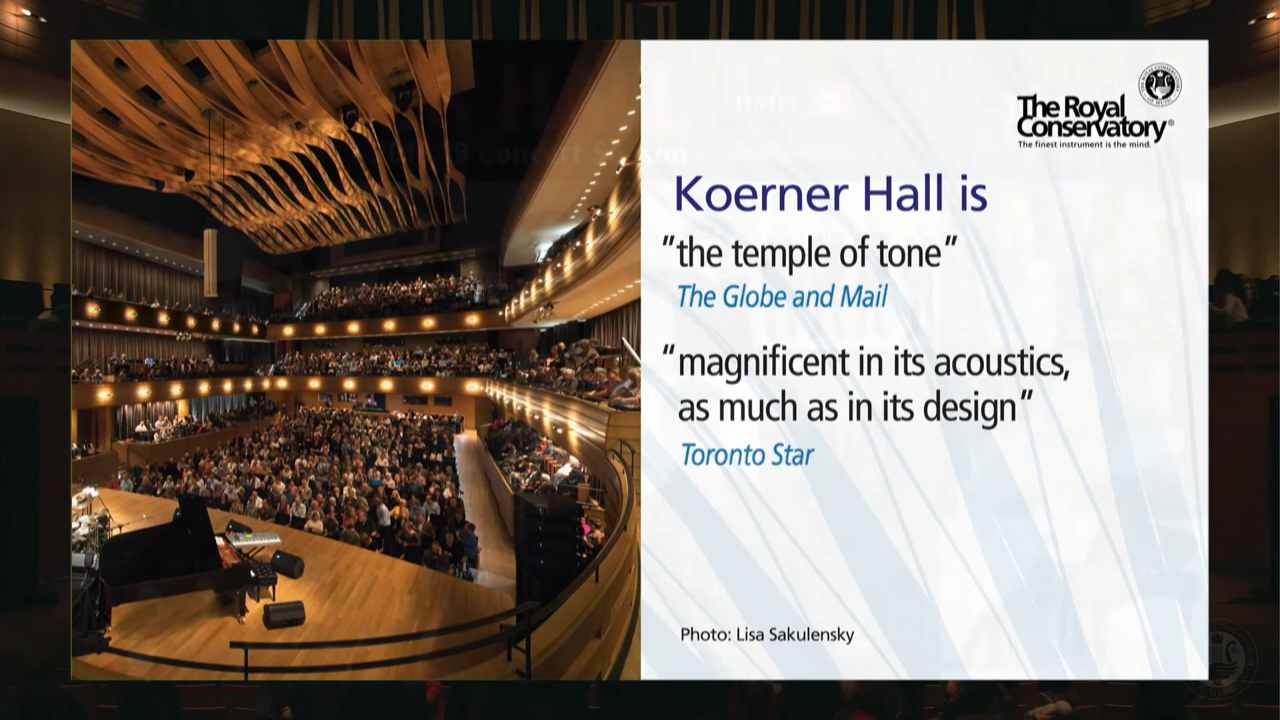 The Royal
Conservatory®
The finest instrument is the mind.
Koerner Hall is
"the temple of tone"
The Globe and Mail
"magnificent in its acoustics,
as much as in its design"
Toronto Star
Photo: Lisa Sakulensky